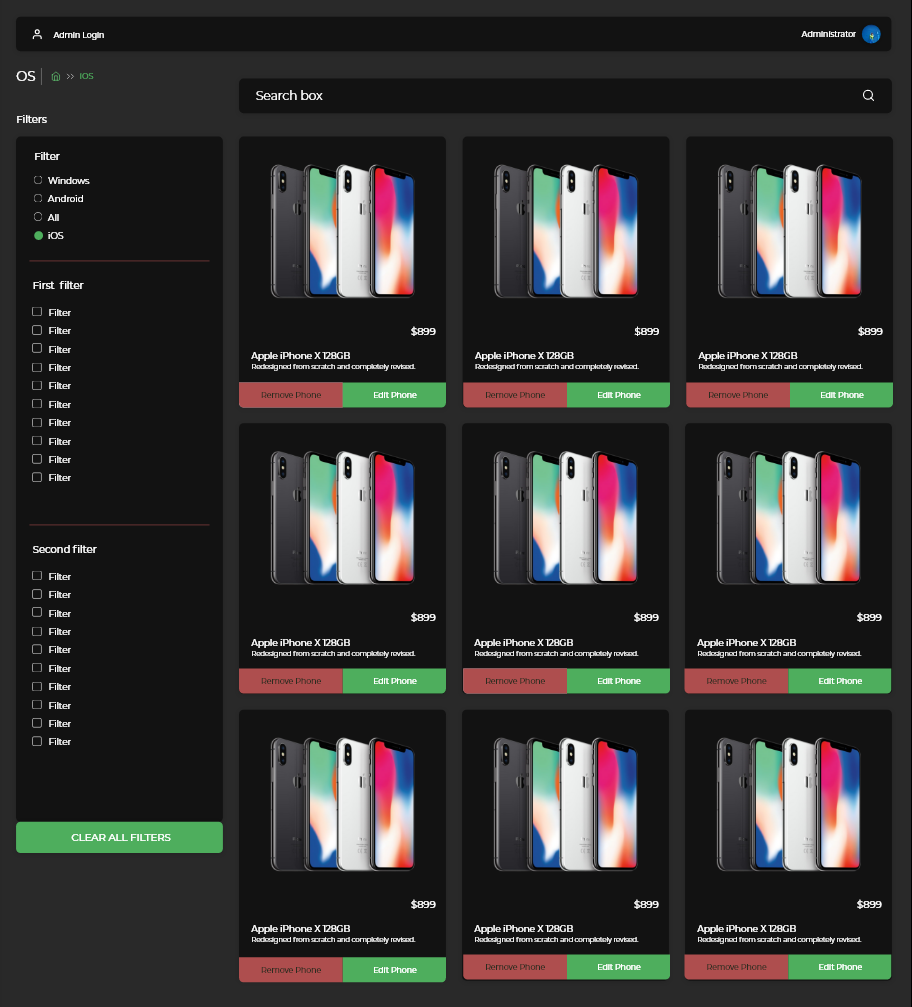 Admin Login
Administrator
OS
iOS
Search box
Filters
Filter
Windows
Android
All
iOS
First filter
Filter
Filter
Filter
Filter
Filter
Filter
Filter
Filter
Filter
Filter
Second filter
Filter
Filter
Filter
Filter
Filter
Filter
Filter
Filter
Filter
Filter
CLEAR ALL FILTERS
$899
Apple iPhone X 128GB
Redesigned from scratch and completely revised.
Remove Phone
Edit Phone
$899
Apple iPhone X 128GB
Redesigned from scratch and completely revised.
Remove Phone
Edit Phone
$899
Apple iPhone X 128GB
Redesigned from scratch and completely revised.
Remove Phone
Edit Phone
$899
Apple iPhone X 128GB
Redesigned from scratch and completely revised.
Remove Phone
Edit Phone
$899
Apple iPhone X 128GB
Redesigned from scratch and completely revised.
Remove Phone
Edit Phone
$899
Apple iPhone X 128GB
Redesigned from scratch and completely revised.
Remove Phone
Edit Phone
$899
Apple iPhone X 128GB
Redesigned from scratch and completely revised.
Remove Phone
Edit Phone
$899
Apple iPhone X 128GB
Redesigned from scratch and completely revised.
Remove Phone
Edit Phone
$899
Apple iPhone X 128GB
Redesigned from scratch and completely revised.
Remove Phone
Edit Phone